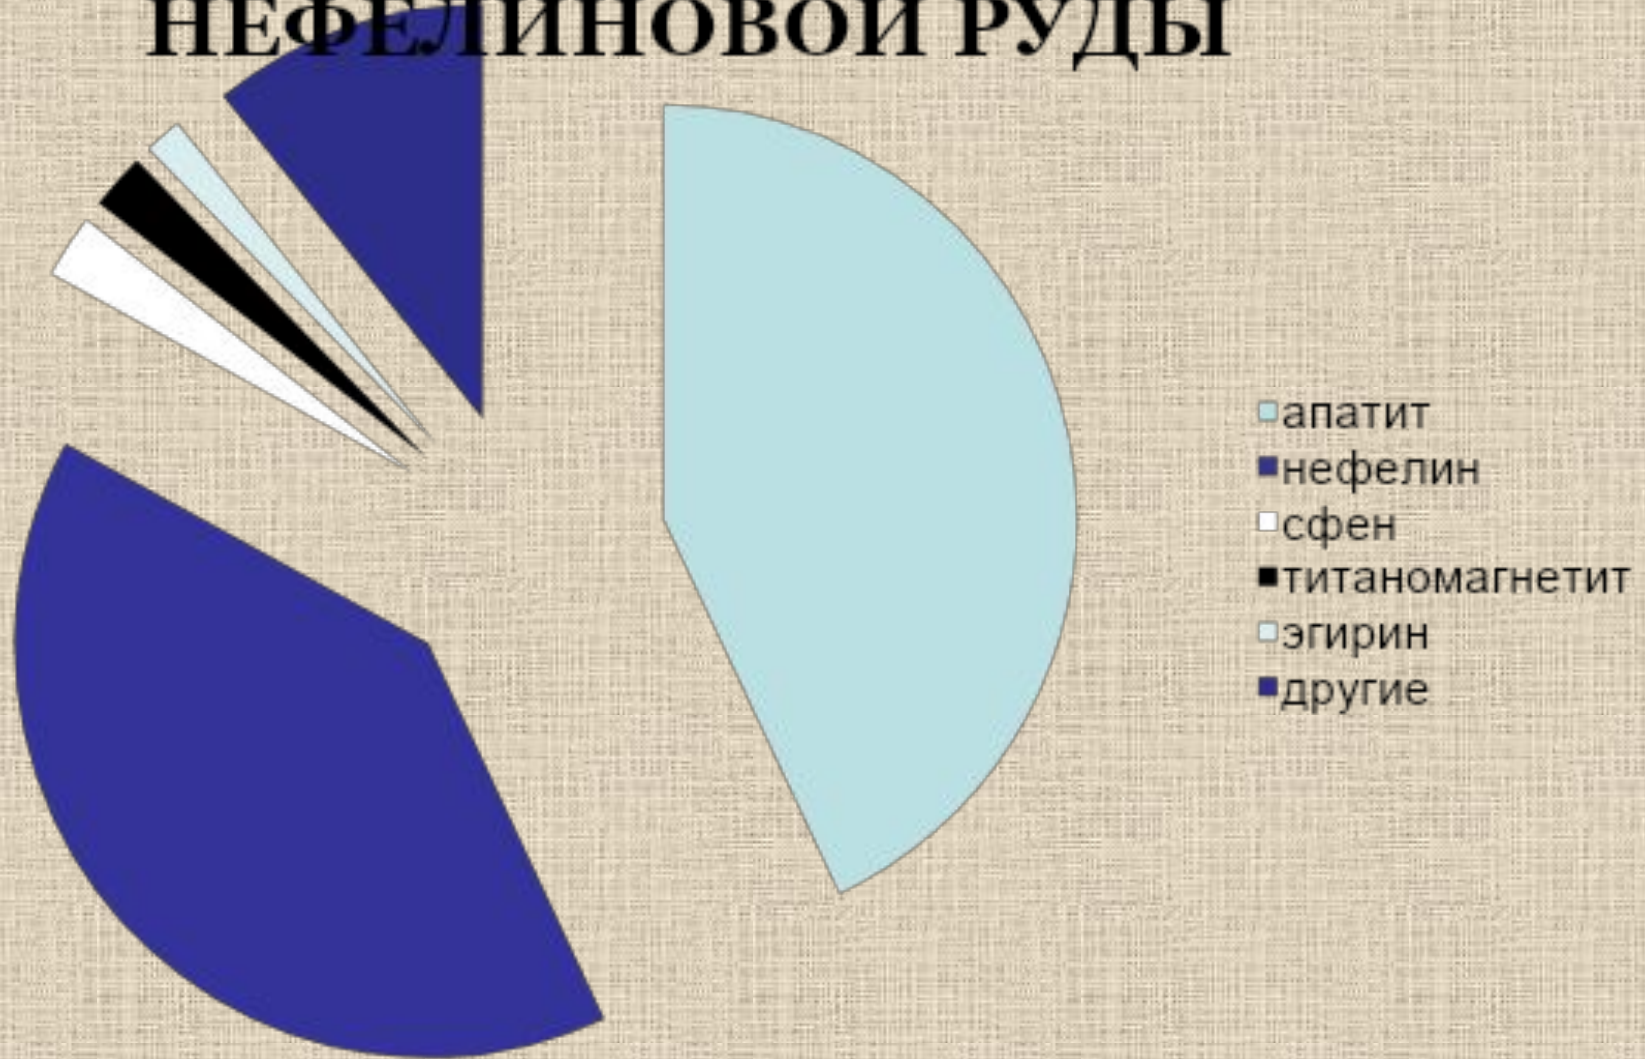 НЕФЕЛИНОВОЙ РУДЫ
апатит
нефелин
сфен
титаномагнетит
эгирин
другие